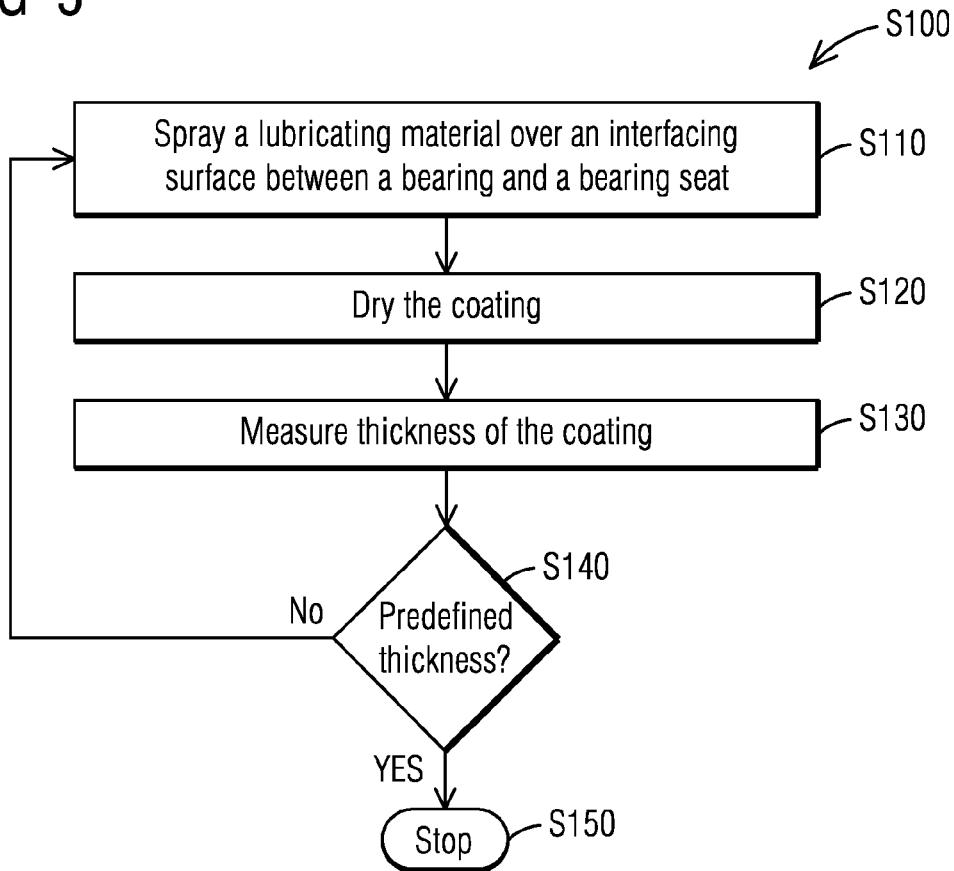 S100
Spray a lubricating material over an interfacing
surface between a bearing and a bearing seat
S110
Dry the coating
S120
Measure thickness of the coating
S130
S140
No
Predefined
thickness?
YES
Stop
S150